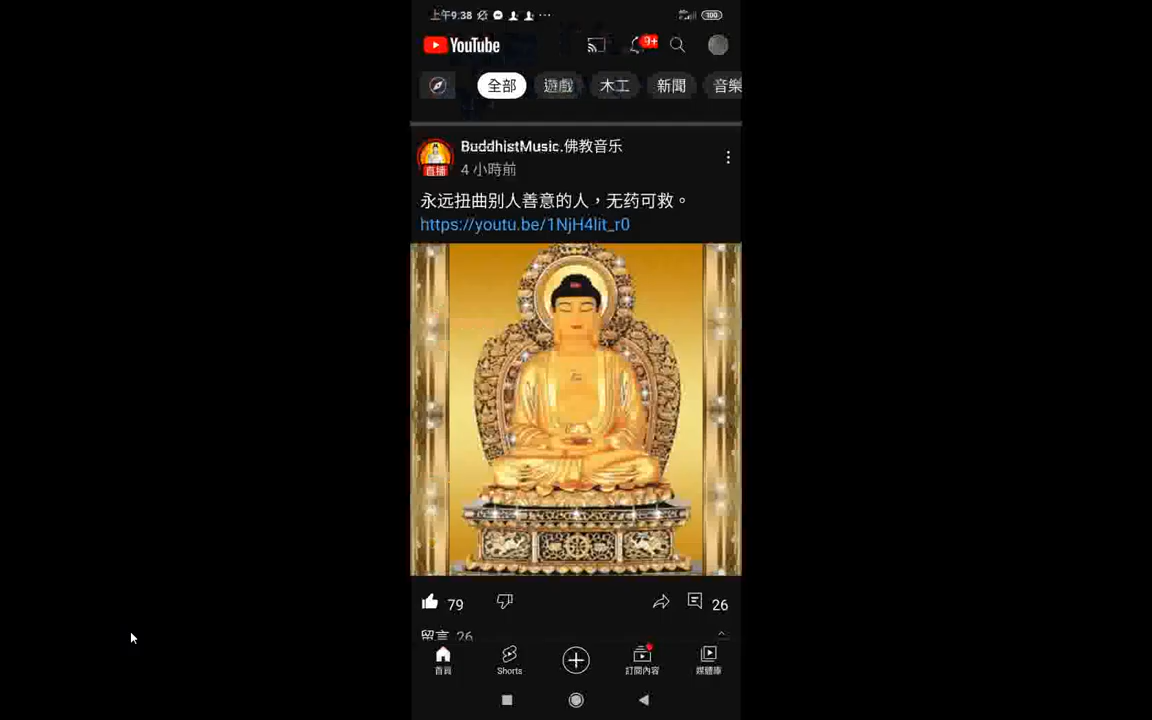 上午9:38
100
YouTube
9+
全部 遊戲 木工 新聞 音樂
BuddhistMusic.佛教音乐
直播
4 小時前
永远扭曲别人善意的人，无药可救。
https://youtu.be/1NjH4lit_r0
79
26
留言 26
首頁 Shorts 訂閱內容 媒體庫